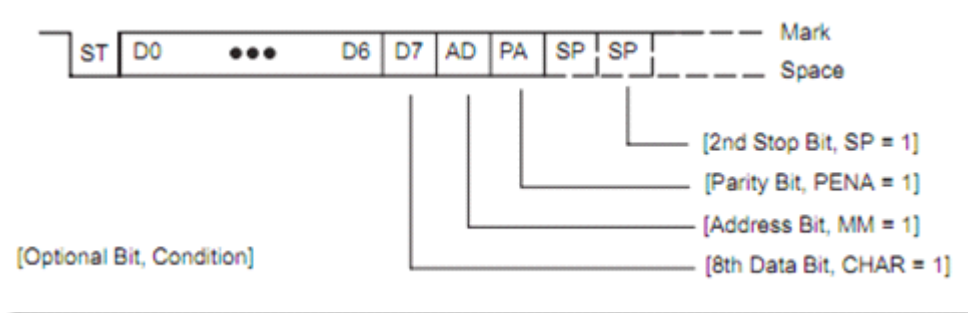 Mark
ST D0 ●●● D6 D7 AD PA SP SP
Space
[2nd Stop Bit, SP = 1]
[Parity Bit, PENA = 1]
[Address Bit, MM = 1]
[Optional Bit, Condition]
[8th Data Bit, CHAR = 1]